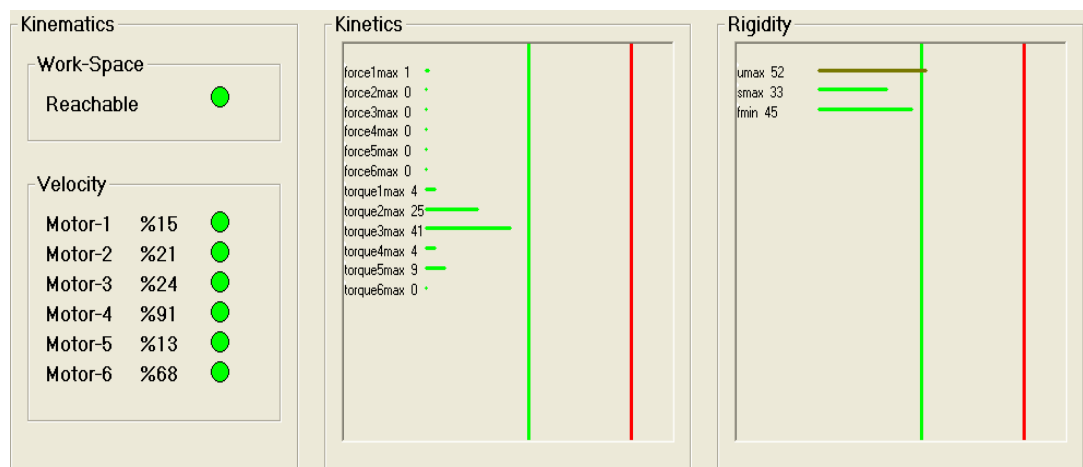 Kinematics
Work-Space
Reachable
Velocity
Motor-1 %15
Motor-2 %21
Motor-3 %24
Motor-4 %91
Motor-5 %13
Motor-6 %68
Kinetics
force1max 1
force2max 0
force3max 0
force4max 0
force5max 0
force6max 0
torque1max 4
torque2max 25
torque3max 41
torque4max 4
torque5max 9
torque6max 0
Rigidity
umax 52
smax 33
fmin 45